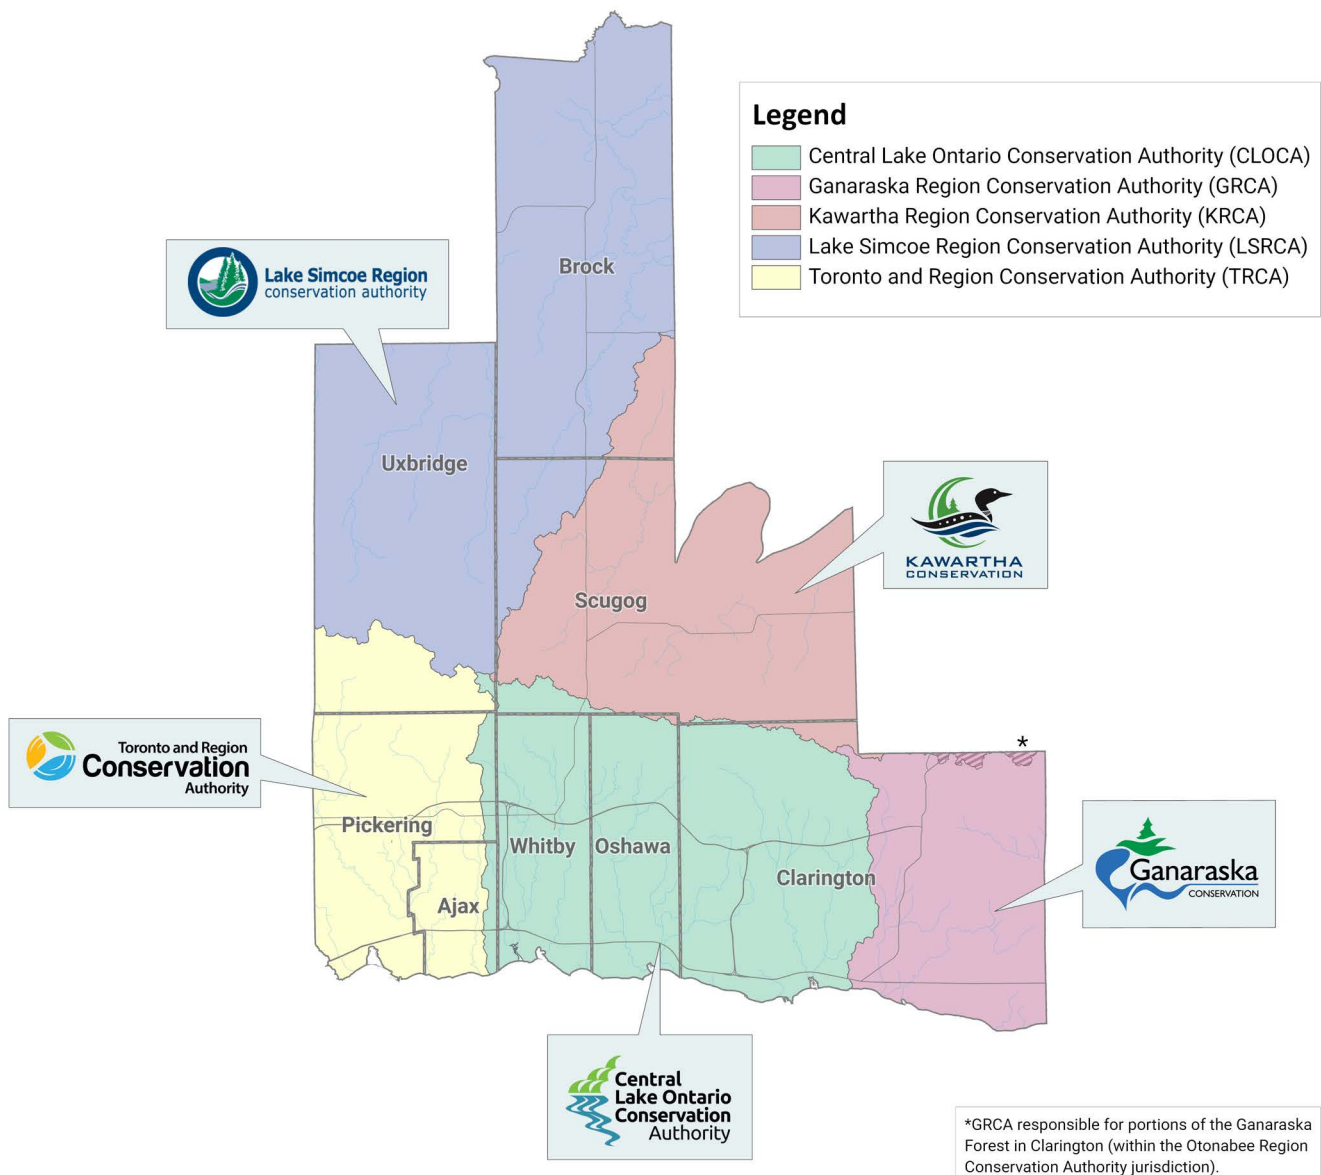 Legend
Central Lake Ontario Conservation Authority (CLOCA)
Ganaraska Region Conservation Authority (GRCA)
Kawartha Region Conservation Authority (KRCA)
Lake Simcoe Region Conservation Authority (LSRCA)
Toronto and Region Conservation Authority (TRCA)
Lake Simcoe Region
conservation authority
Brock
Uxbridge
KAWARTHA
CONSERVATION
Scugog
*
Toronto and Region
Conservation
Authority
Pickering
Whitby
Oshawa
Clarington
Ajax
Ganaraska
CONSERVATION
Central
Lake Ontario
Conservation
Authority
*GRCA responsible for portions of the Ganaraska
Forest in Clarington (within the Otonabee Region
Conservation Authority jurisdiction).